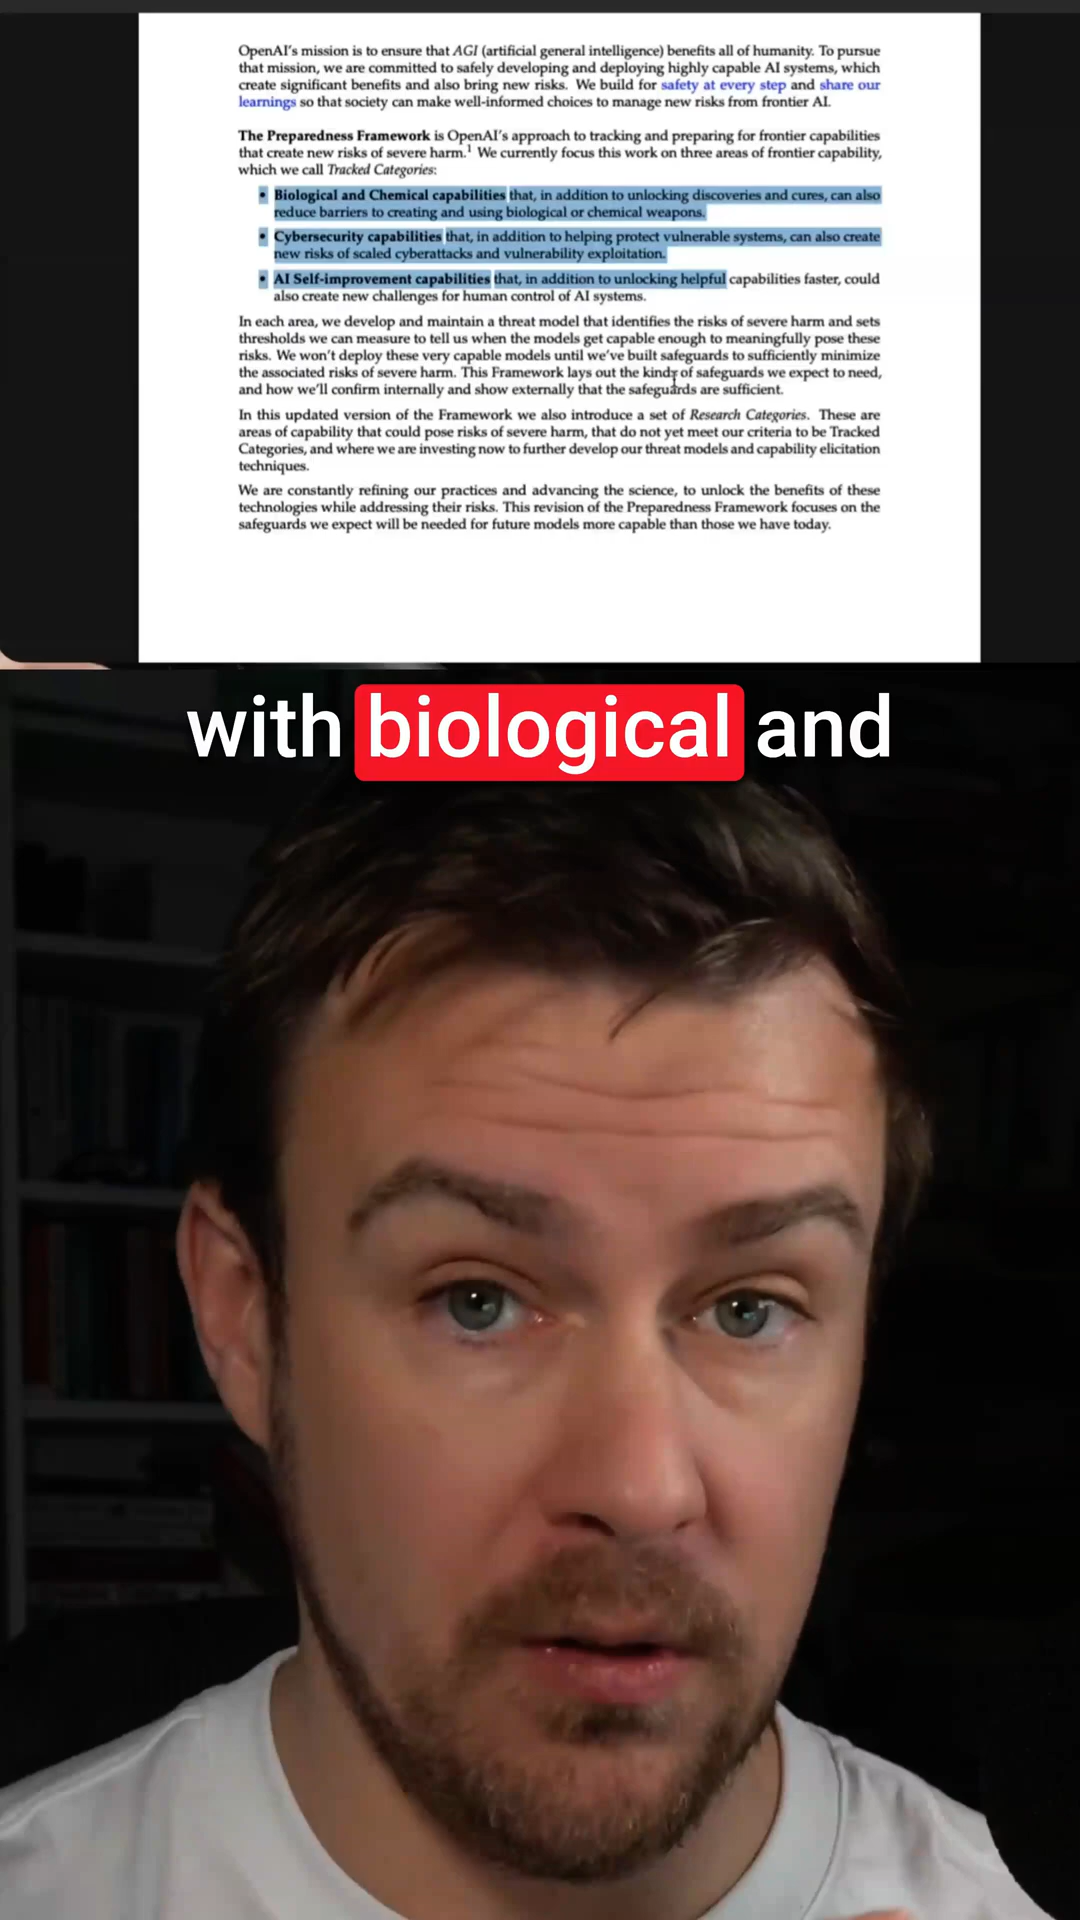 OpenAI's mission is to ensure that AGI (artificial general intelligence) benefits all of humanity. To pursue
that mission, we are committed to safely developing and deploying highly capable AI systems, which
create significant benefits and also bring new risks. We build for safety at every step and share our
learnings so that society can make well-informed choices to manage new risks from frontier AI.
The Preparedness Framework is OpenAI's approach to tracking and preparing for frontier capabilities
that create new risks of severe harm.¹ We currently focus this work on three areas of frontier capability,
which we call Tracked Categories:
• Biological and Chemical capabilities that, in addition to unlocking discoveries and cures, can also
reduce barriers to creating and using biological or chemical weapons.
• Cybersecurity capabilities that, in addition to helping protect vulnerable systems, can also create
new risks of scaled cyberattacks and vulnerability exploitation.
• AI Self-improvement capabilities that, in addition to unlocking helpful capabilities faster, could
also create new challenges for human control of AI systems.
In each area, we develop and maintain a threat model that identifies the risks of severe harm and sets
thresholds we can measure to tell us when the models get capable enough to meaningfully pose these
risks. We won't deploy these very capable models until we've built safeguards to sufficiently minimize
the associated risks of severe harm. This Framework lays out the kinds of safeguards we expect to need,
and how we'll confirm internally and show externally that the safeguards are sufficient.
In this updated version of the Framework we also introduce a set of Research Categories. These are
areas of capability that could pose risks of severe harm, that do not yet meet our criteria to be Tracked
Categories, and where we are investing now to further develop our threat models and capability elicitation
techniques.
We are constantly refining our practices and advancing the science, to unlock the benefits of these
technologies while addressing their risks. This revision of the Preparedness Framework focuses on the
safeguards we expect will be needed for future models more capable than those we have today.
with biological and